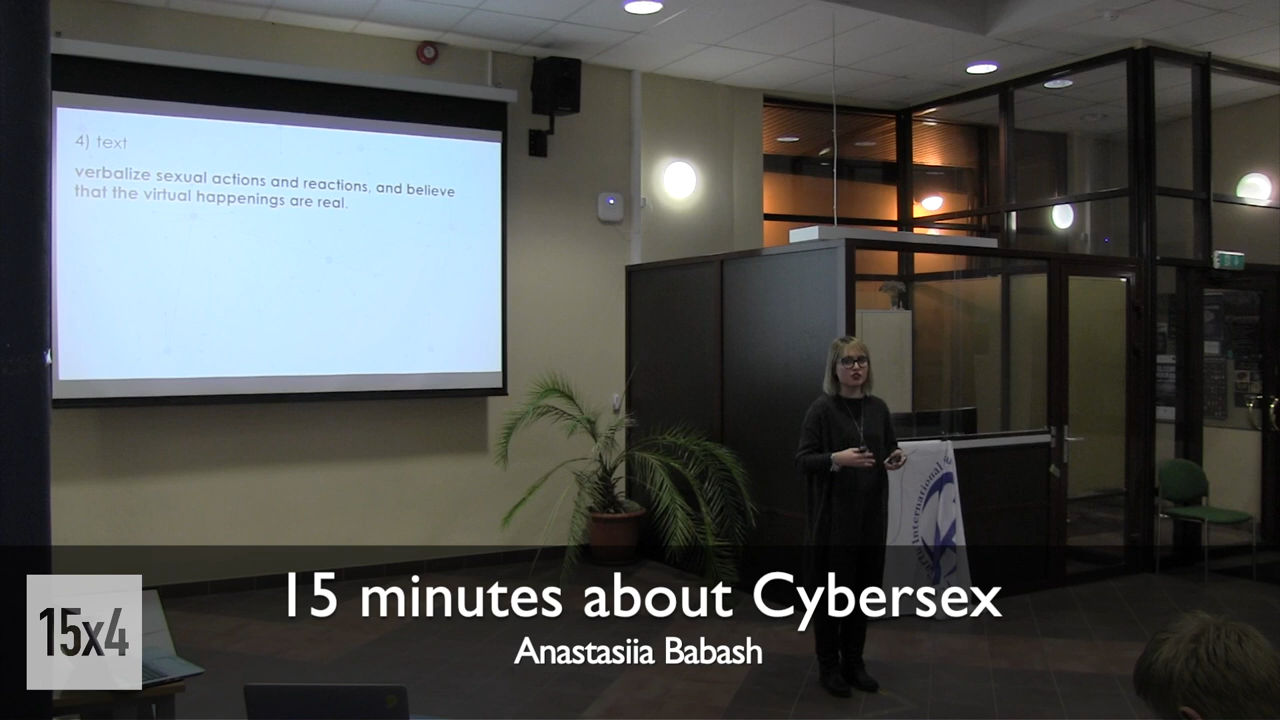 4) text
verbalize sexual actions and reactions, and believe
that the virtual happenings are real.
International
15 minutes about Cybersex
Anastasiia Babash
15x4